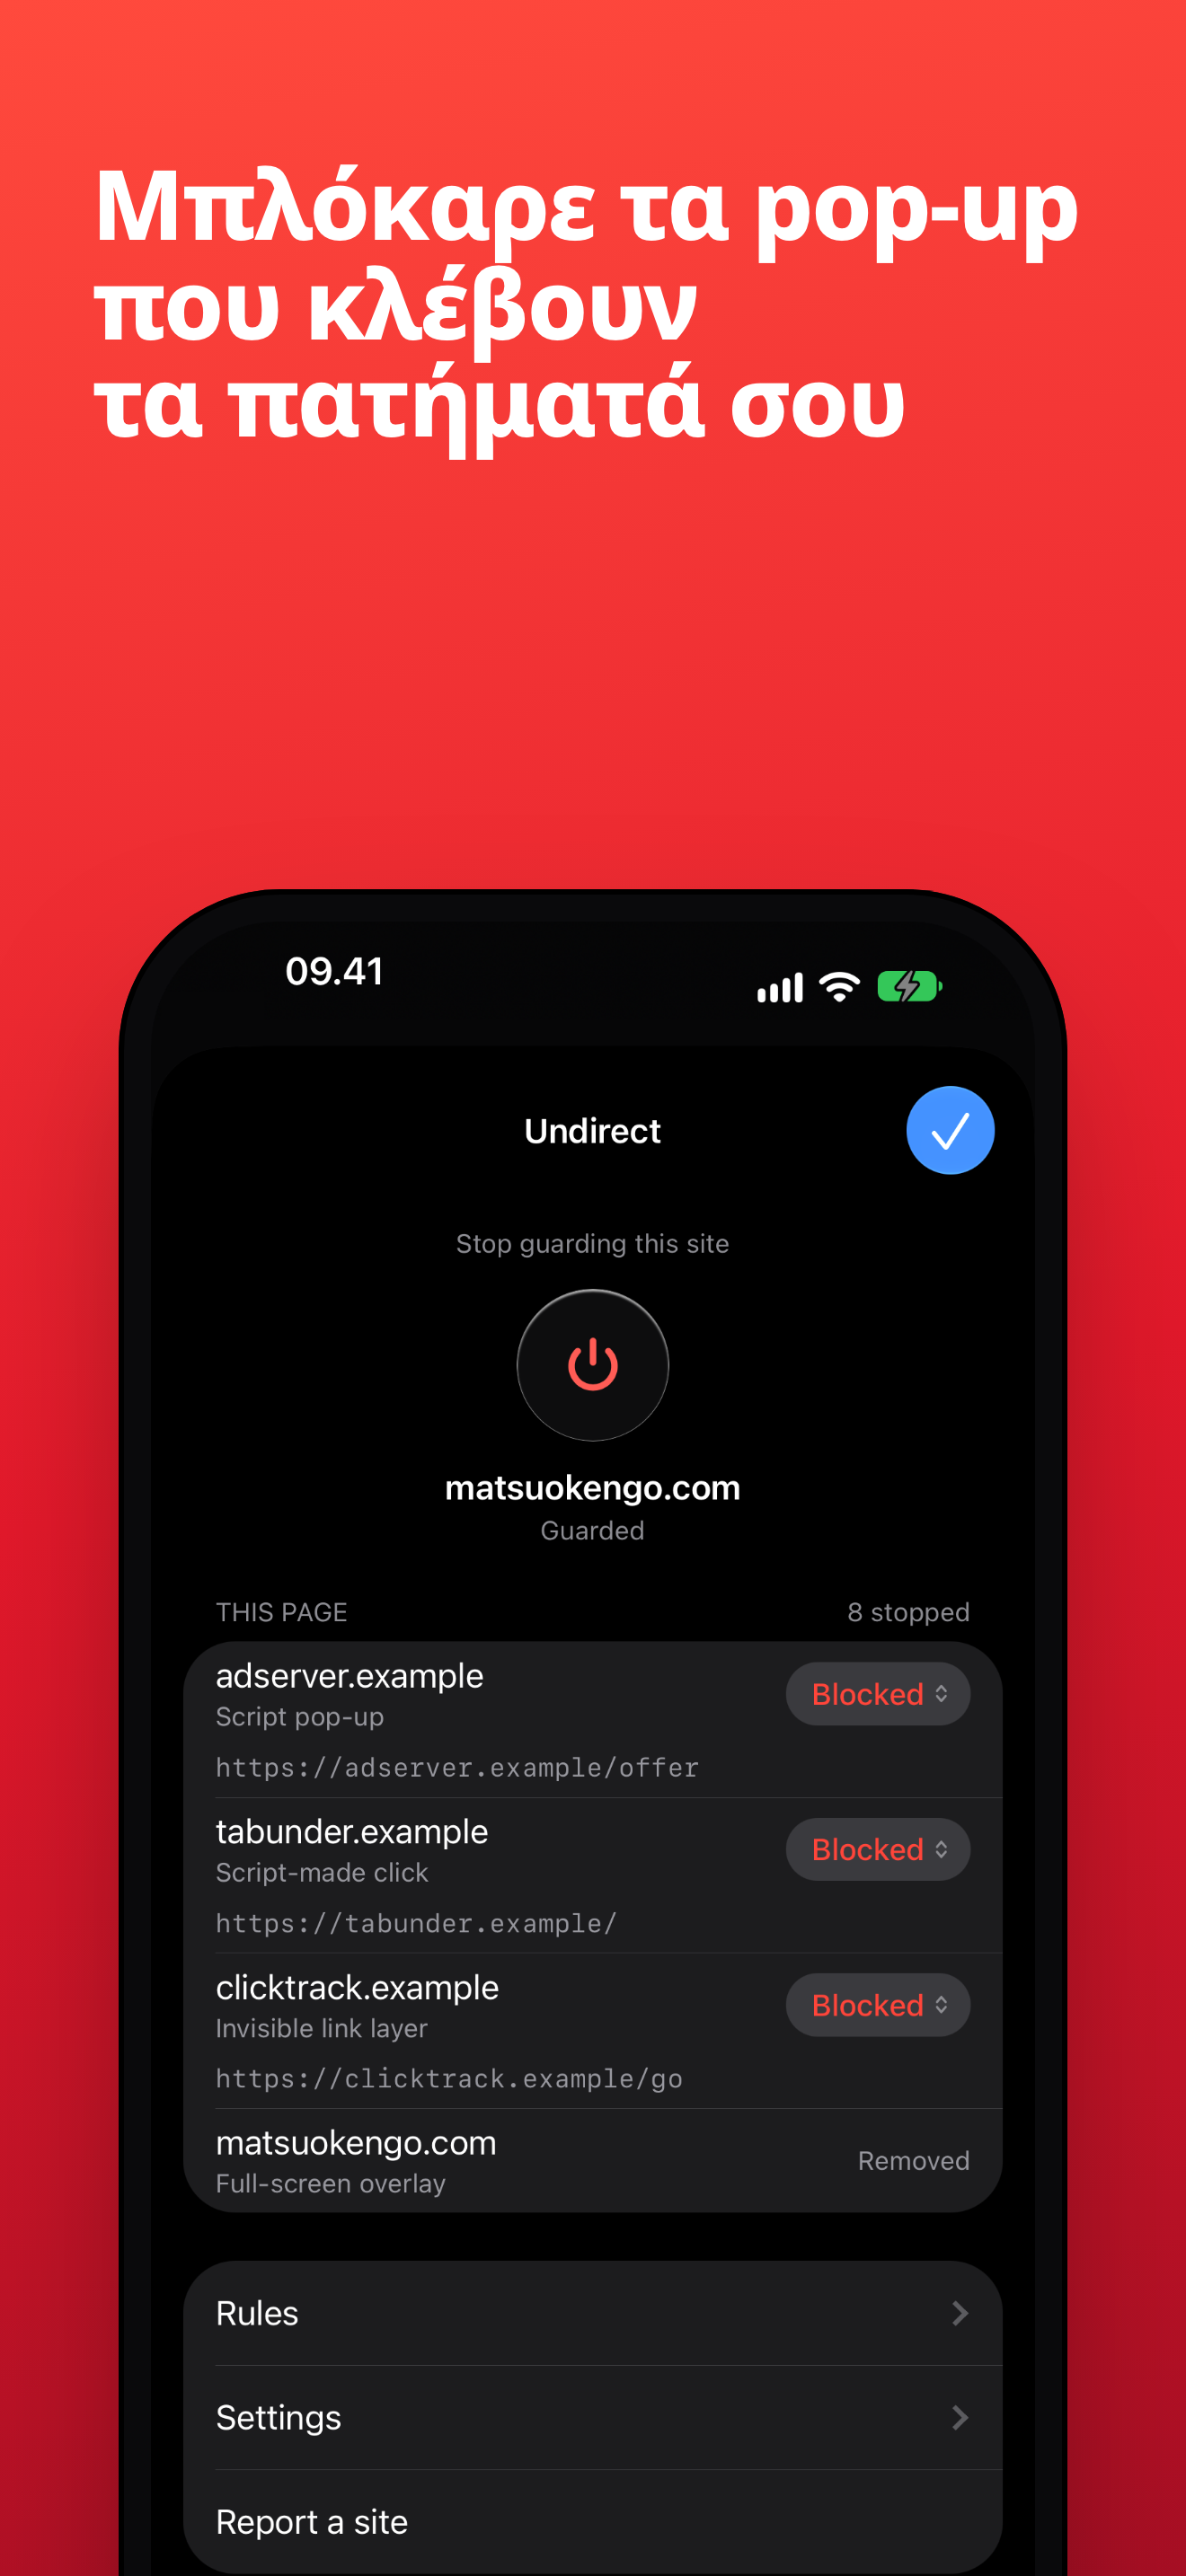 Μπλόκαρε τα pop-up
που κλέβουν
τα πατήματά σου
09.41
Undirect
Stop guarding this site
matsuokengo.com
Guarded
THIS PAGE 8 stopped
adserver.example Blocked
Script pop-up
https://adserver.example/offer
tabunder.example Blocked
Script-made click
https://tabunder.example/
clicktrack.example Blocked
Invisible link layer
https://clicktrack.example/go
matsuokengo.com Removed
Full-screen overlay
Rules
Settings
Report a site